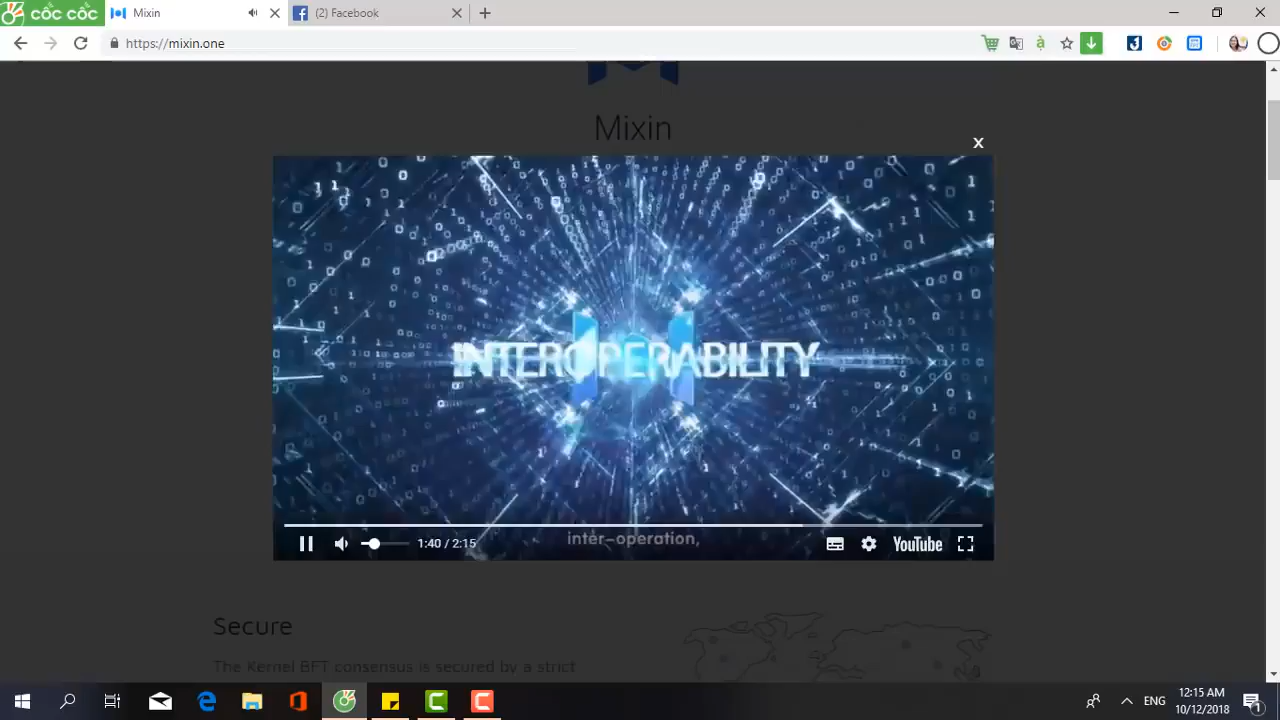 cốc cốc
Mixin
(2) Facebook
https://mixin.one
Mixin
x
INTEROPERABILITY
inter-operation,
1:40 / 2:15
YouTube
Secure
The Kernel BFT consensus is secured by a strict
ENG
12:15 AM
10/12/2018
1